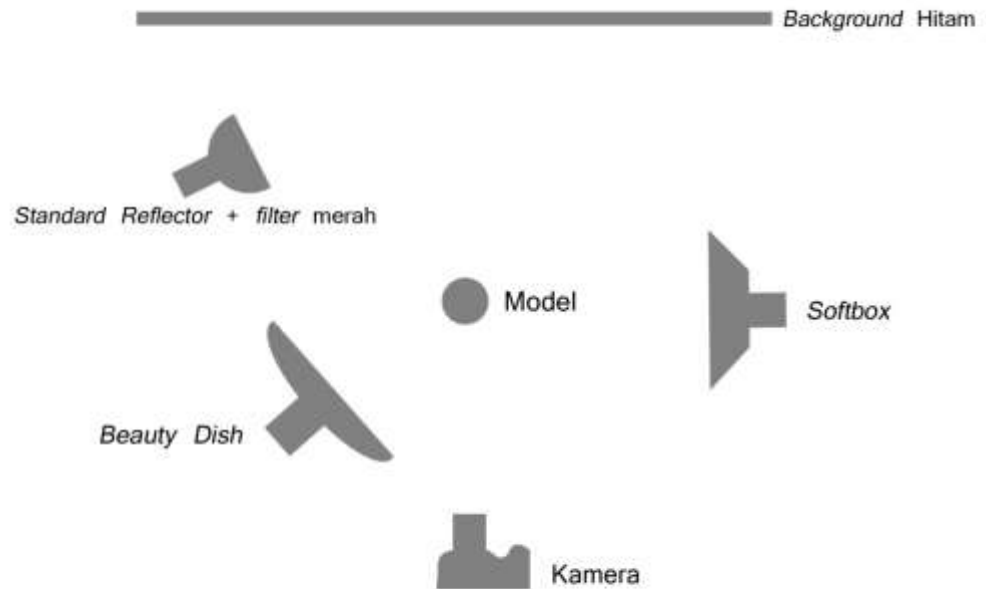 Background Hitam
Standard Reflector + filter merah
Model
Softbox
Beauty Dish
Kamera